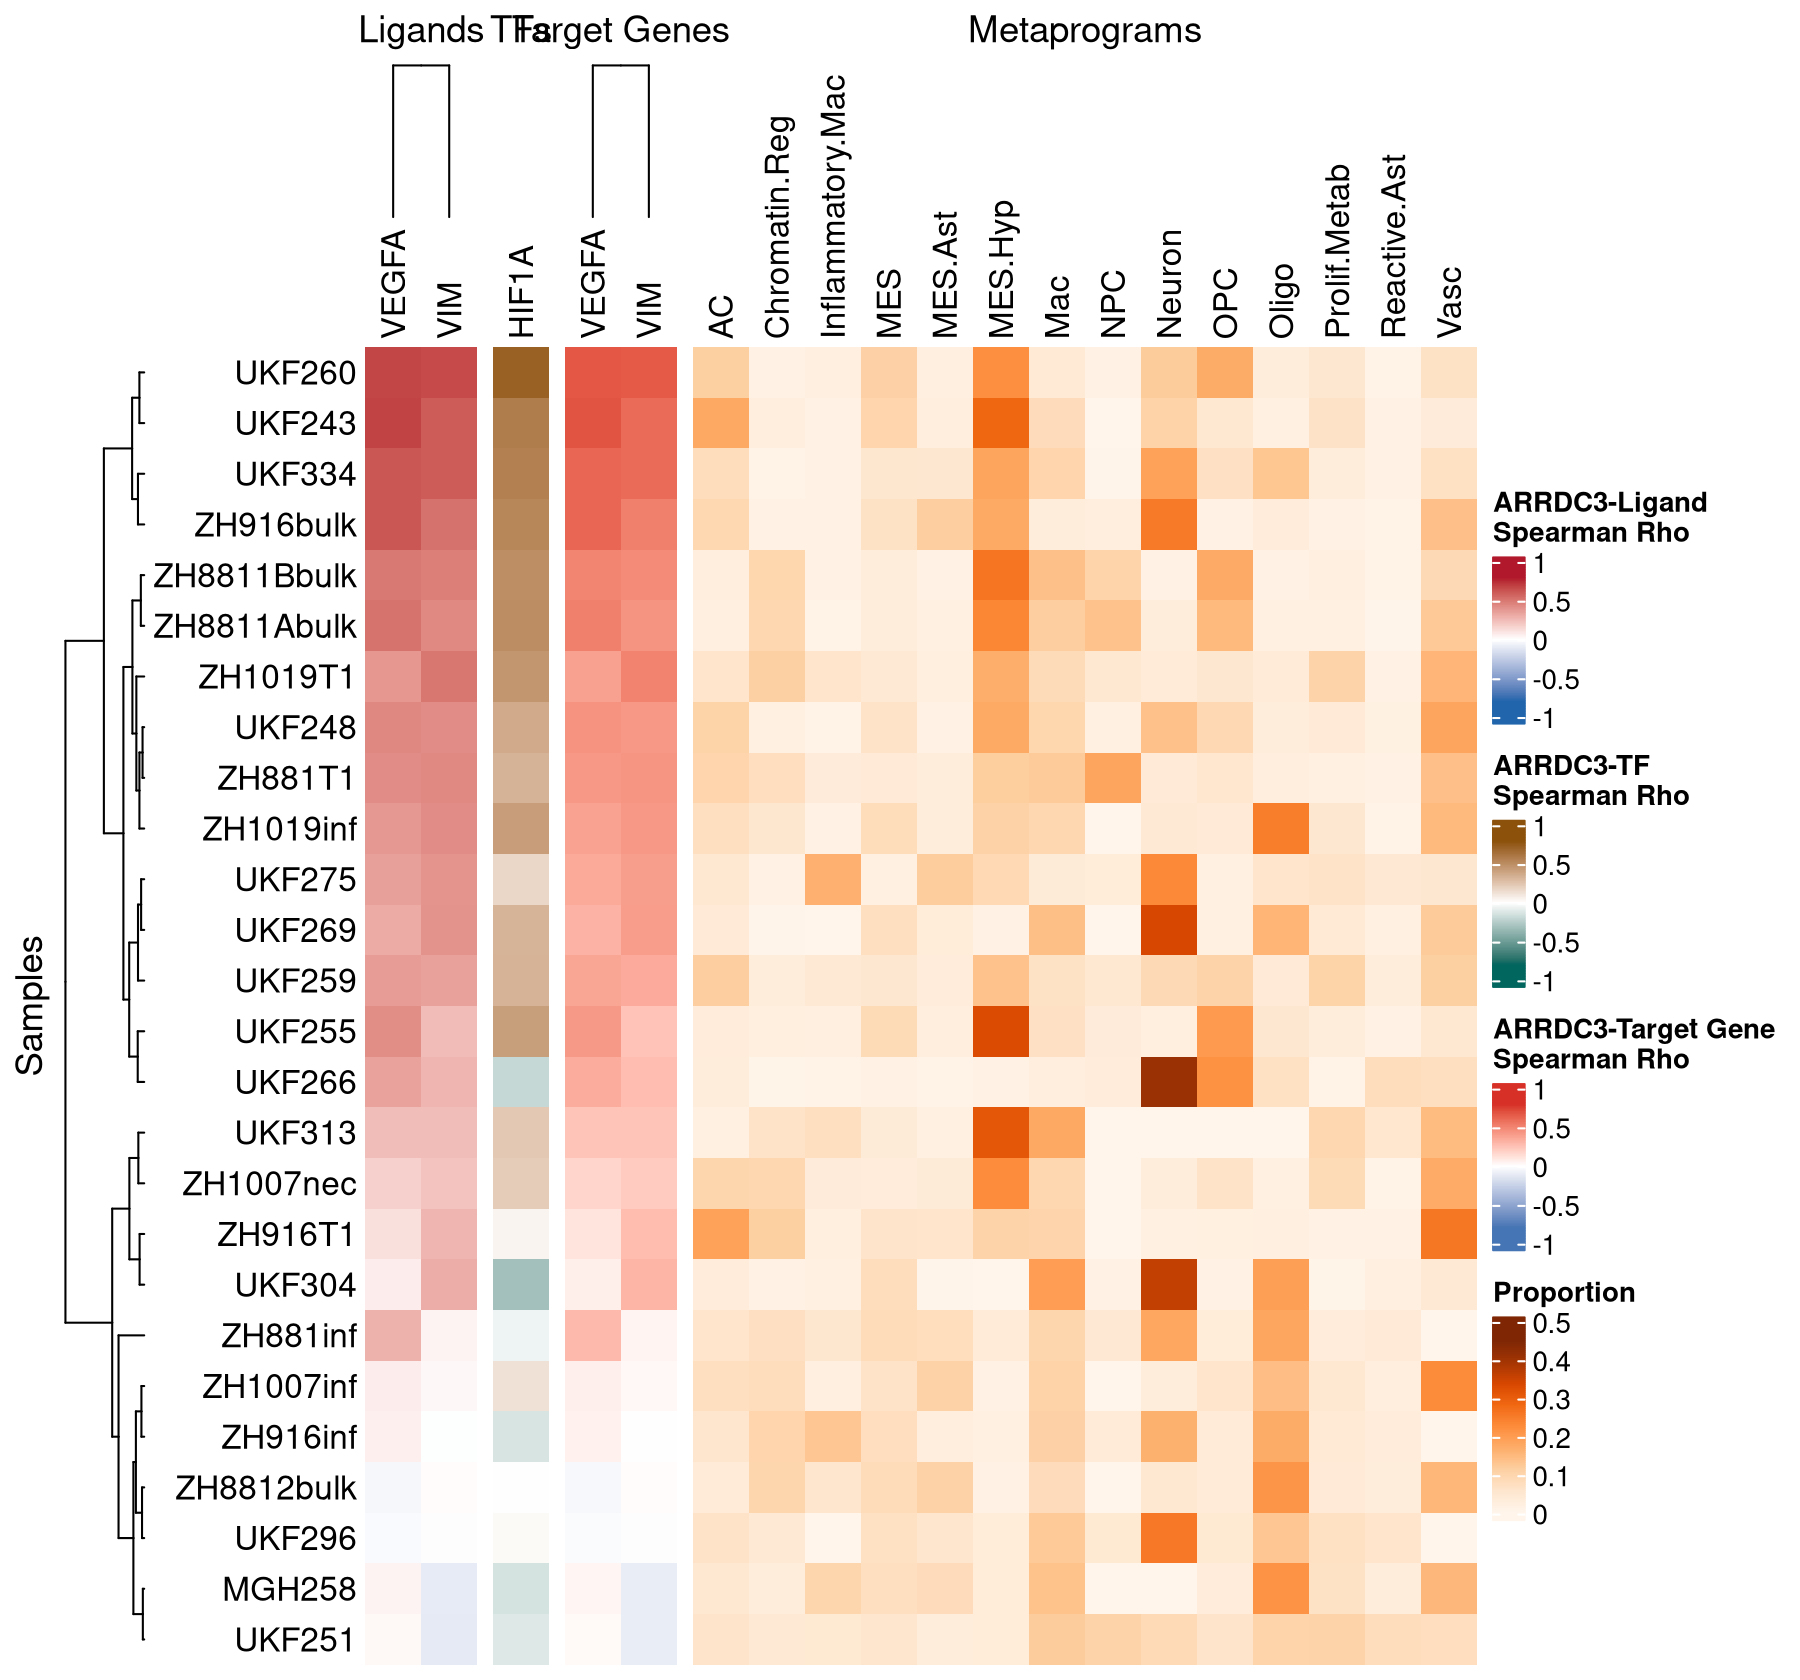 Ligands
TFs
Target Genes
Metaprograms
VEGFA
VIM
HIF1A
VEGFA
VIM
AC
Chromatin.Reg
Inflammatory.Mac
MES
MES.Ast
MES.Hyp
Mac
NPC
Neuron
OPC
Oligo
Prolif.Metab
Reactive.Ast
Vasc
Samples
UKF260
UKF243
UKF334
ZH916bulk
ZH8811Bbulk
ZH8811Abulk
ZH1019T1
UKF248
ZH881T1
ZH1019inf
UKF275
UKF269
UKF259
UKF255
UKF266
UKF313
ZH1007nec
ZH916T1
UKF304
ZH881inf
ZH1007inf
ZH916inf
ZH8812bulk
UKF296
MGH258
UKF251
ARRDC3-Ligand
Spearman Rho
1
0.5
0
-0.5
-1
ARRDC3-TF
Spearman Rho
1
0.5
0
-0.5
-1
ARRDC3-Target Gene
Spearman Rho
1
0.5
0
-0.5
-1
Proportion
0.5
0.4
0.3
0.2
0.1
0